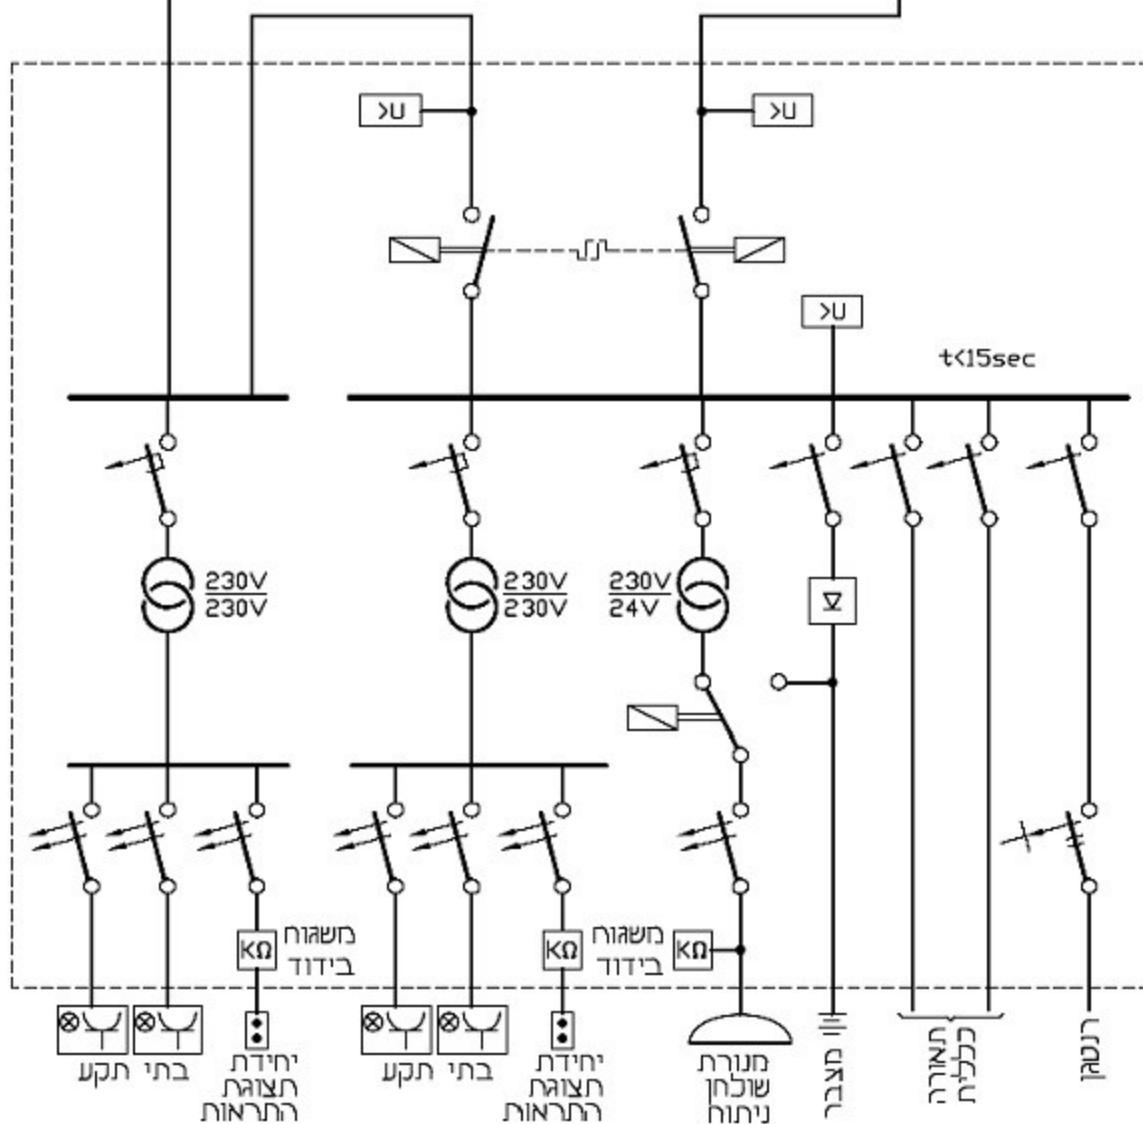 U<
U<
U<
t<15sec
230V
230V
230V
230V
230V
24V
משגוח
בידוד
KΩ
משגוח
בידוד
KΩ
KΩ
בתי תקע
יחידת
תצוגת
התראות
בתי תקע
יחידת
תצוגת
התראות
מנורת
שולחן
ניתוח
מצבר
תאורה
כללית
רנטגן